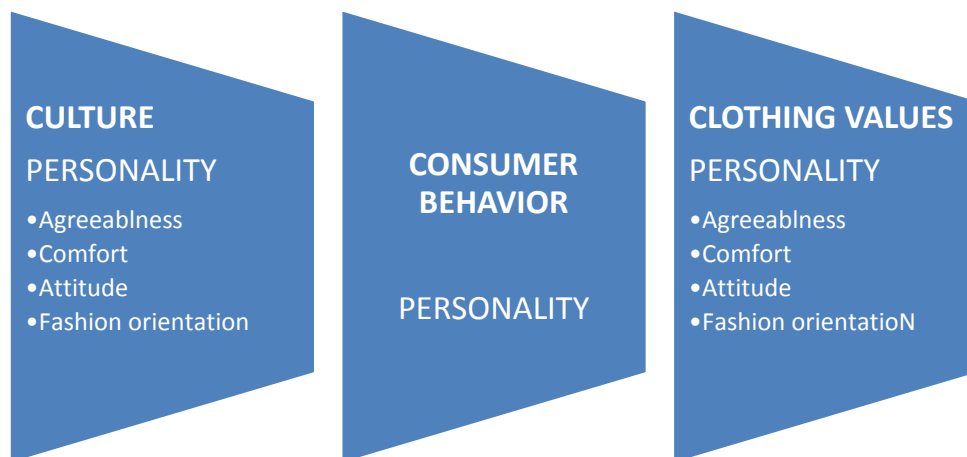 CULTURE
PERSONALITY
•Agreeablness
•Comfort
•Attitude
•Fashion orientation
CONSUMER
BEHAVIOR
PERSONALITY
CLOTHING VALUES
PERSONALITY
•Agreeablness
•Comfort
•Attitude
•Fashion orientatioN